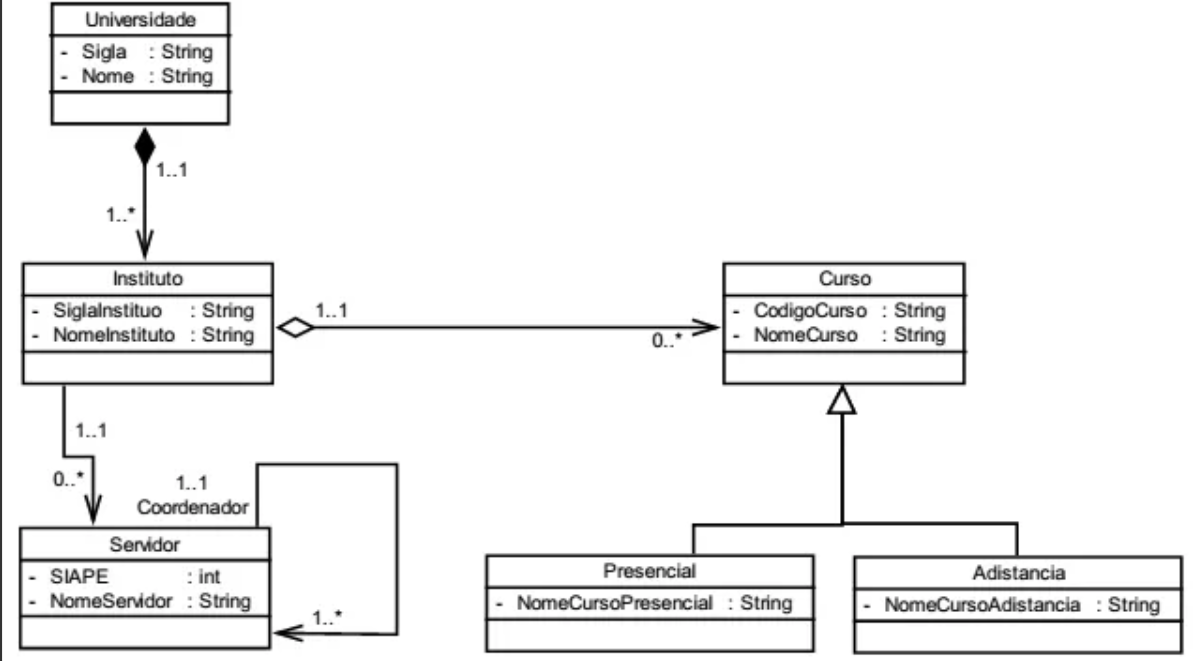 Universidade
- Sigla : String
- Nome : String
1..1
1..*
Instituto
- SiglaInstituo : String
- NomeInstituto : String
1..1
0..*
Curso
- CodigoCurso : String
- NomeCurso : String
1..1
0..*
1..1
Coordenador
Servidor
- SIAPE : int
- NomeServidor : String
1..*
Presencial
- NomeCursoPresencial : String
Adistancia
- NomeCursoAdistancia : String